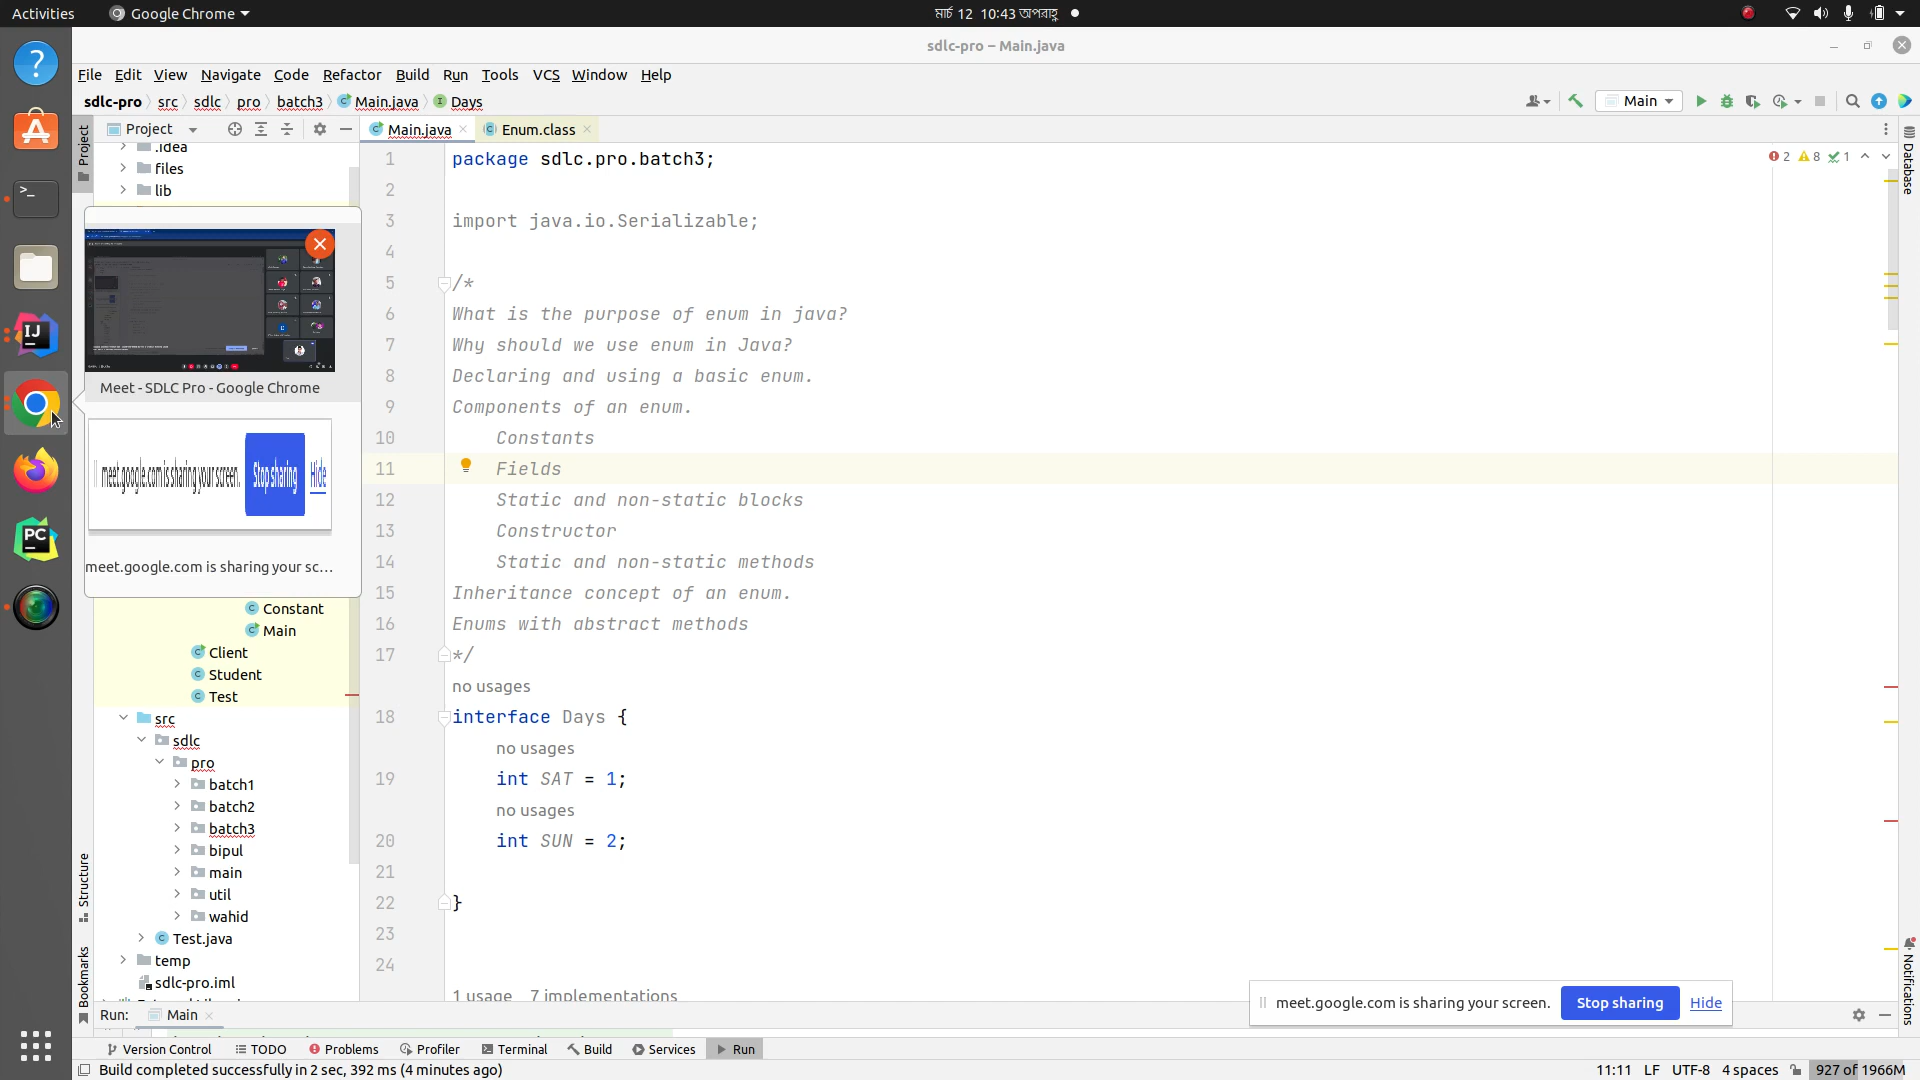 Activities
Google Chrome
মার্চ 12 10:43 অপরাহ্ণ
sdlc-pro – Main.java
File Edit View Navigate Code Refactor Build Run Tools VCS Window Help
sdlc-pro src sdlc pro batch3 Main.java Days
Main
Project
Main.java
Enum.class
2 8 1
.idea
files
lib
Meet - SDLC Pro - Google Chrome
meet.google.com is sharing your screen. Stop sharing Hide
meet.google.com is sharing your sc...
Constant
Main
Client
Student
Test
src
sdlc
pro
batch1
batch2
batch3
bipul
main
util
wahid
Test.java
temp
sdlc-pro.iml
Project
Structure
Bookmarks
1 package sdlc.pro.batch3;
2
3 import java.io.Serializable;
4
5 /*
6 What is the purpose of enum in java?
7 Why should we use enum in Java?
8 Declaring and using a basic enum.
9 Components of an enum.
10 Constants
11 Fields
12 Static and non-static blocks
13 Constructor
14 Static and non-static methods
15 Inheritance concept of an enum.
16 Enums with abstract methods
17 */
no usages
18 interface Days {
no usages
19 int SAT = 1;
no usages
20 int SUN = 2;
21
22 }
23
24
1 usage 7 implementations
Database
Notifications
meet.google.com is sharing your screen. Stop sharing Hide
Run: Main
Version Control TODO Problems Profiler Terminal Build Services Run
Build completed successfully in 2 sec, 392 ms (4 minutes ago)
11:11 LF UTF-8 4 spaces 927 of 1966M